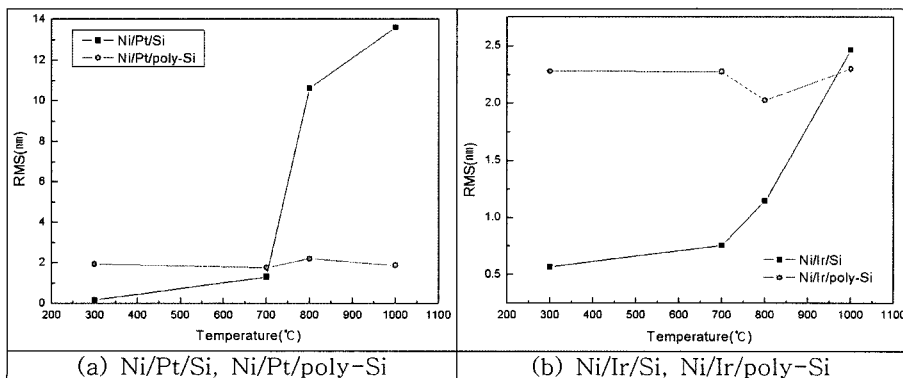 Ni/Pt/Si
Ni/Pt/poly-Si
RMS(㎚)
14
12
10
8
6
4
2
0
200 300 400 500 600 700 800 900 1000 1100
Temperature(℃)
(a) Ni/Pt/Si, Ni/Pt/poly-Si
RMS(㎚)
2.5
2.0
1.5
1.0
0.5
Ni/Ir/Si
Ni/Ir/poly-Si
200 300 400 500 600 700 800 900 1000 1100
Temperature(℃)
(b) Ni/Ir/Si, Ni/Ir/poly-Si